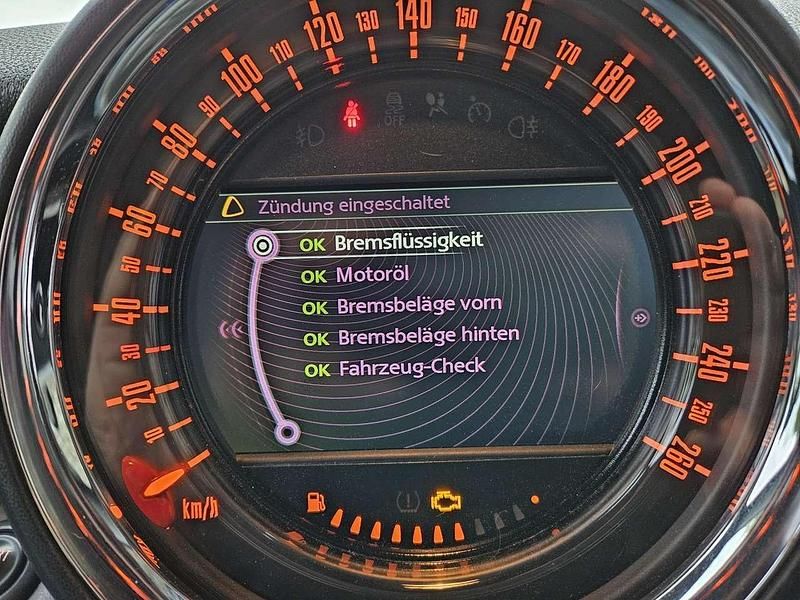 120 130 140 150 160
110 170
100 180
90 190
80 200
70 210
60 220
50 230
40 240
30 250
20 260
10
km/h
OFF
Zündung eingeschaltet
OK Bremsflüssigkeit
OK Motoröl
OK Bremsbeläge vorn
OK Bremsbeläge hinten
OK Fahrzeug-Check